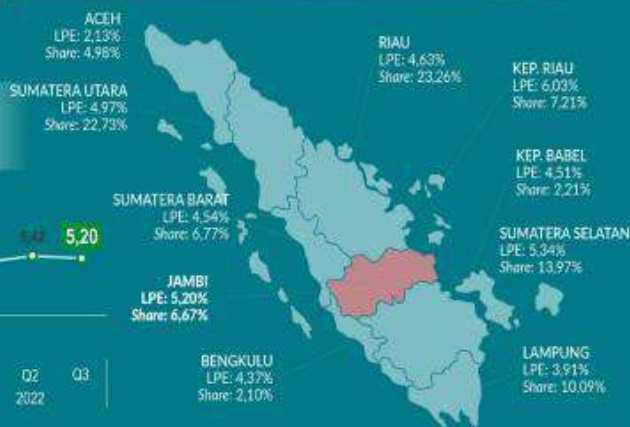 ACEH
LPE: 2,13%
Share: 4,98%
SUMATERA UTARA
LPE: 4,97%
Share: 22,73%
RIAU
LPE: 4,63%
Share: 23,26%
KEP. RIAU
LPE: 6,03%
Share: 7,21%
KEP. BABEL
LPE: 4,51%
Share: 2,21%
SUMATERA BARAT
LPE: 4,54%
Share: 6,77%
SUMATERA SELATAN
LPE: 5,34%
Share: 13,97%
5,20
JAMBI
LPE: 5,20%
Share: 6,67%
BENGKULU
LPE: 4,37%
Share: 2,10%
LAMPUNG
LPE: 3,91%
Share: 10,09%
Q2 Q3
2022